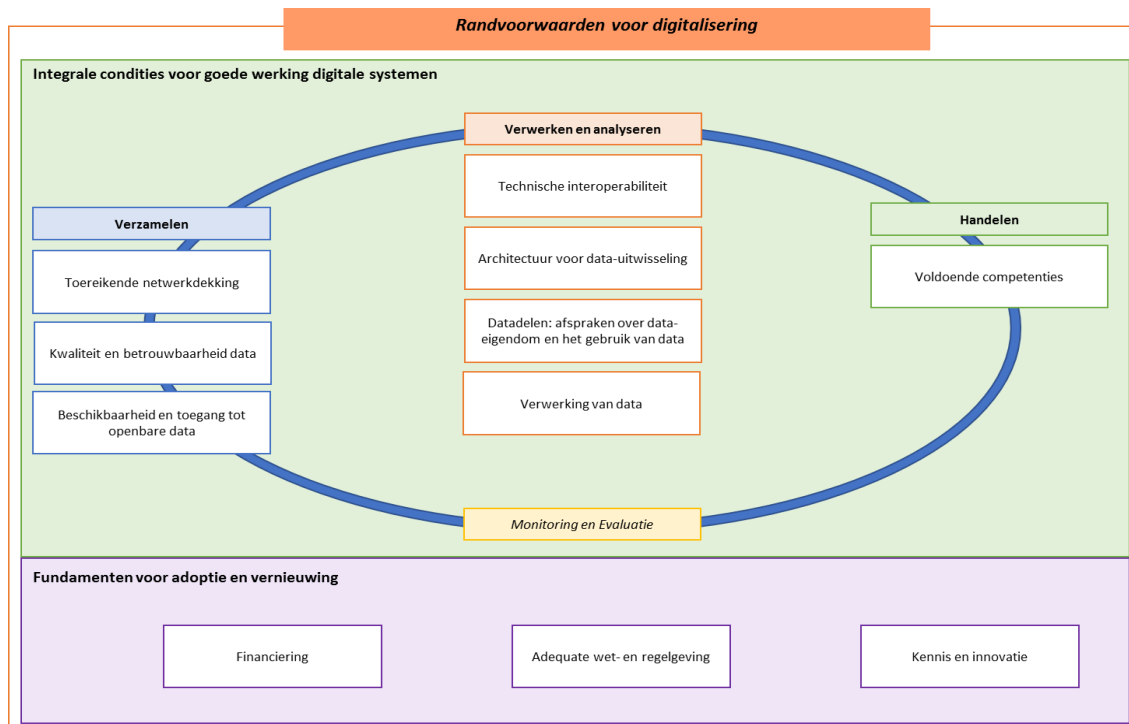 Randvoorwaarden voor digitalisering
Integrale condities voor goede werking digitale systemen
Verzamelen
Toereikende netwerkdekking
Kwaliteit en betrouwbaarheid data
Beschikbaarheid en toegang tot
openbare data
Verwerken en analyseren
Technische interoperabiliteit
Architectuur voor data-uitwisseling
Datadelen: afspraken over data-
eigendom en het gebruik van data
Verwerking van data
Handelen
Voldoende competenties
Monitoring en Evaluatie
Fundamenten voor adoptie en vernieuwing
Financiering
Adequate wet- en regelgeving
Kennis en innovatie